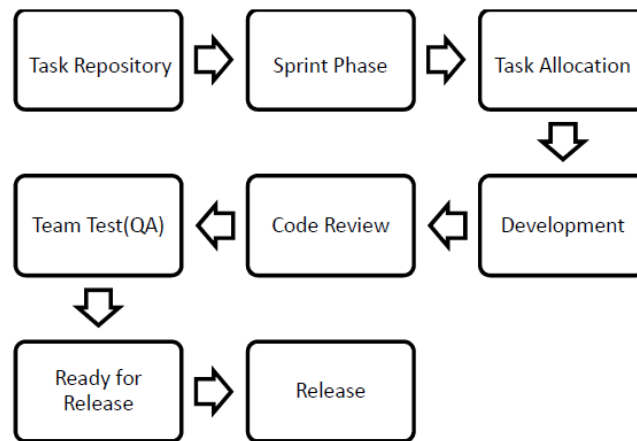 Task Repository
Sprint Phase
Task Allocation
Development
Code Review
Team Test(QA)
Ready for
Release
Release